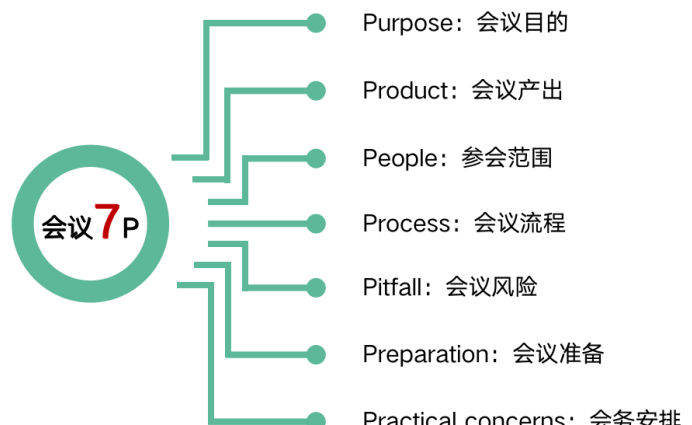 Purpose：会议目的
Product：会议产出
People：参会范围
会议7P
Process：会议流程
Pitfall：会议风险
Preparation：会议准备
Practical concerns：会务安排